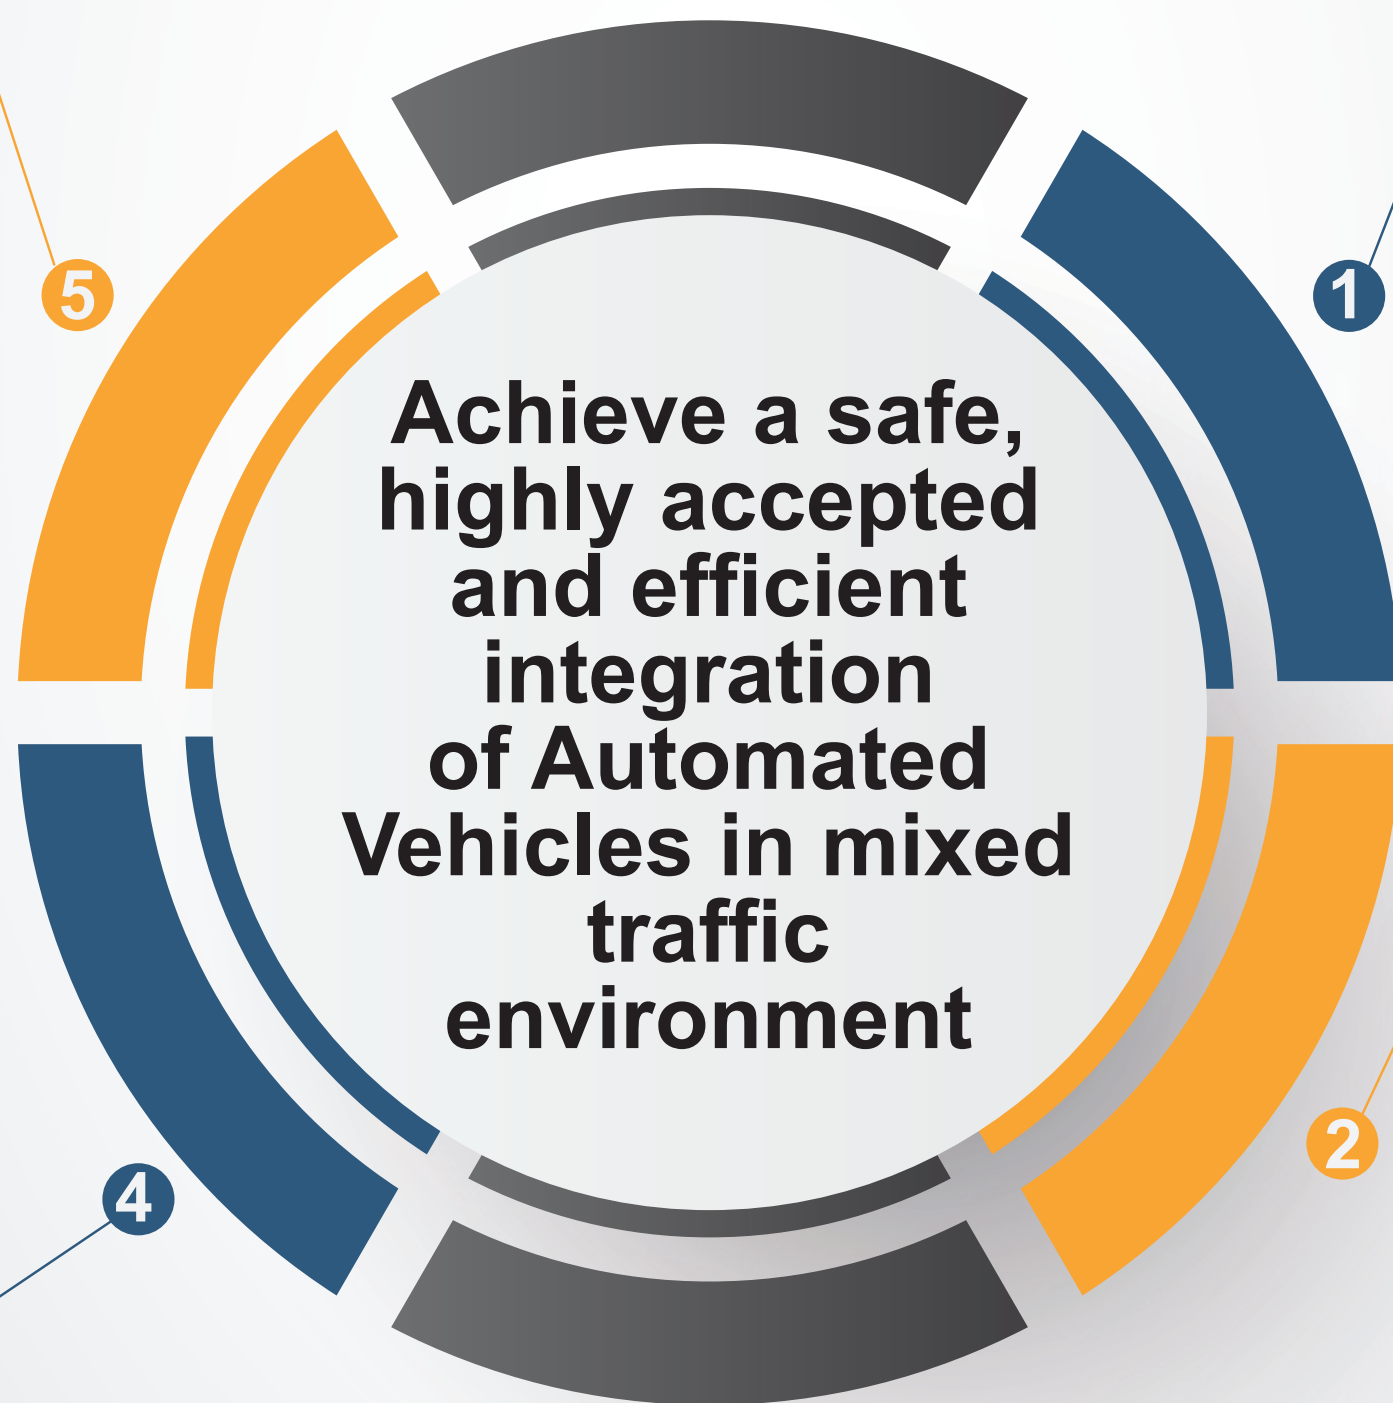 5
1
Achieve a safe,
highly accepted
and efficient
integration
of Automated
Vehicles in mixed
traffic
environment
2
4